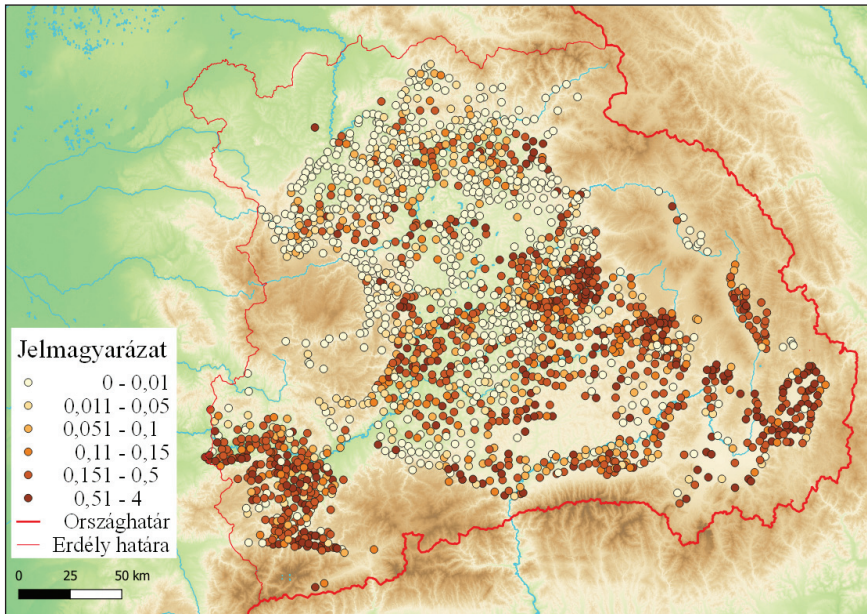 Jelmagyarázat
0 - 0,01
0,011 - 0,05
0,051 - 0,1
0,11 - 0,15
0,151 - 0,5
0,51 - 4
Országhatár
Erdély határa
0 25 50 km